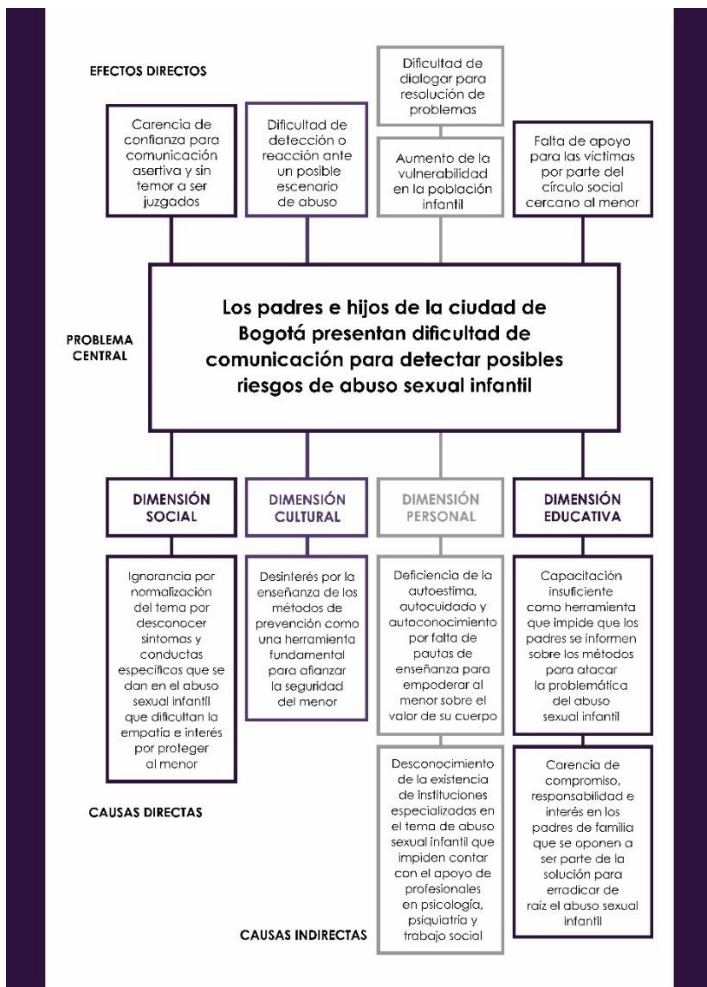 EFECTOS DIRECTOS
Carencia de
confianza para
comunicación
asertiva y sin
temor a ser
juzgados
Dificultad de
detección o
reacción ante
un posible
escenario
de abuso
Dificultad de
dialogar para
resolución de
problemas
Aumento de la
vulnerabilidad
en la población
infantil
Falta de apoyo
para las víctimas
por parte del
círculo social
cercano al menor
PROBLEMA
CENTRAL
Los padres e hijos de la ciudad de
Bogotá presentan dificultad de
comunicación para detectar posibles
riesgos de abuso sexual infantil
DIMENSIÓN
SOCIAL
DIMENSIÓN
CULTURAL
DIMENSIÓN
PERSONAL
DIMENSIÓN
EDUCATIVA
Ignorancia por
normalización
del tema por
desconocer
síntomas y
conductas
específicas que se
dan en el abuso
sexual infantil
que dificultan la
empatía e interés
por proteger
al menor
Desinterés por la
enseñanza de los
métodos de
prevención como
una herramienta
fundamental
para afianzar
la seguridad
del menor
Deficiencia de la
autoestima,
autocuidado y
autoconocimiento
por falta de
pautas de
enseñanza para
empoderar al
menor sobre el
valor de su cuerpo
Capacitación
insuficiente
como herramienta
que impide que los
padres se informen
sobre los métodos
para atacar
la problemática
del abuso
sexual infantil
CAUSAS DIRECTAS
Desconocimiento
de la existencia
de instituciones
especializadas en
el tema de abuso
sexual infantil que
impiden contar
con el apoyo de
profesionales
en psicología,
psiquiatría y
trabajo social
Carencia de
compromiso,
responsabilidad e
interés en los
padres de familia
que se oponen a
ser parte de la
solución para
erradicar de
raíz el abuso sexual
infantil
CAUSAS INDIRECTAS